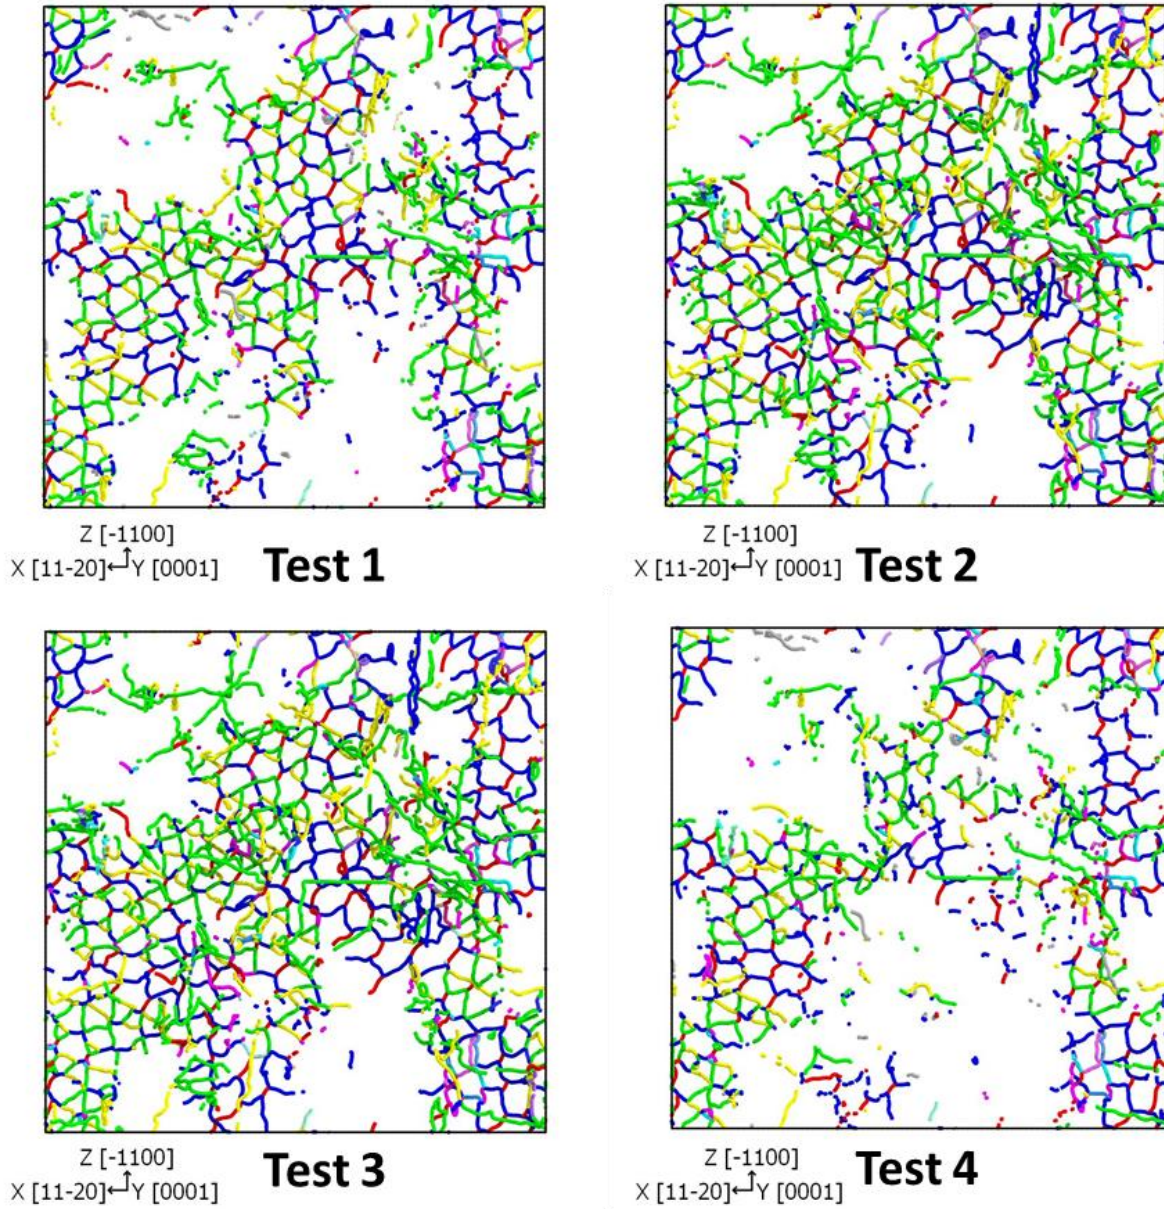 Z [-1100]
X [11-20] Y [0001] Test 1
Z [-1100]
X [11-20] Y [0001] Test 2
Z [-1100]
X [11-20] Y [0001] Test 3
Z [-1100]
X [11-20] Y [0001] Test 4